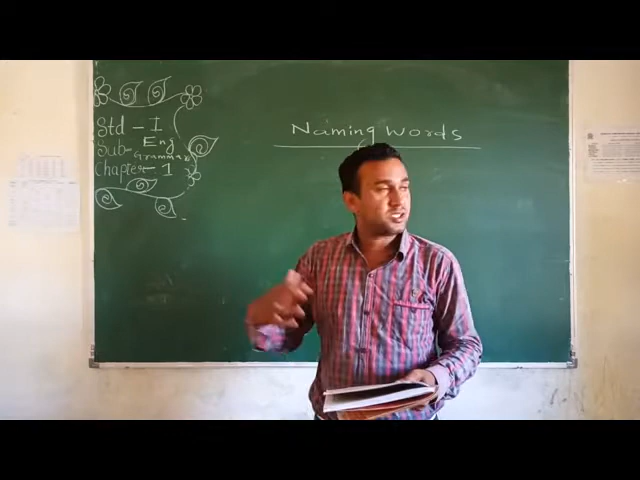 Std - I
Sub- Eng
Grammar
Chapter - 1
Naming words